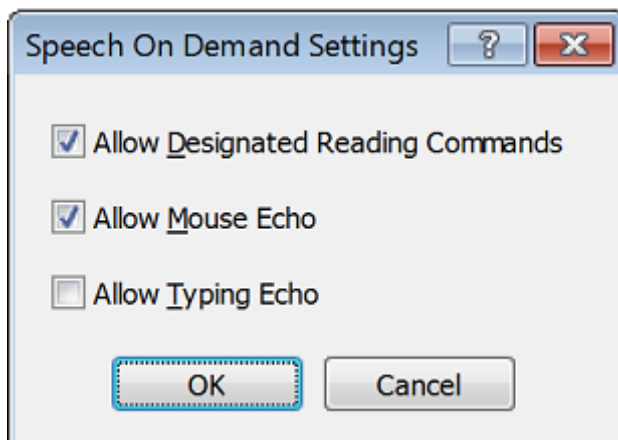 Speech On Demand Settings ?
Allow Designated Reading Commands
Allow Mouse Echo
Allow Typing Echo
OK Cancel